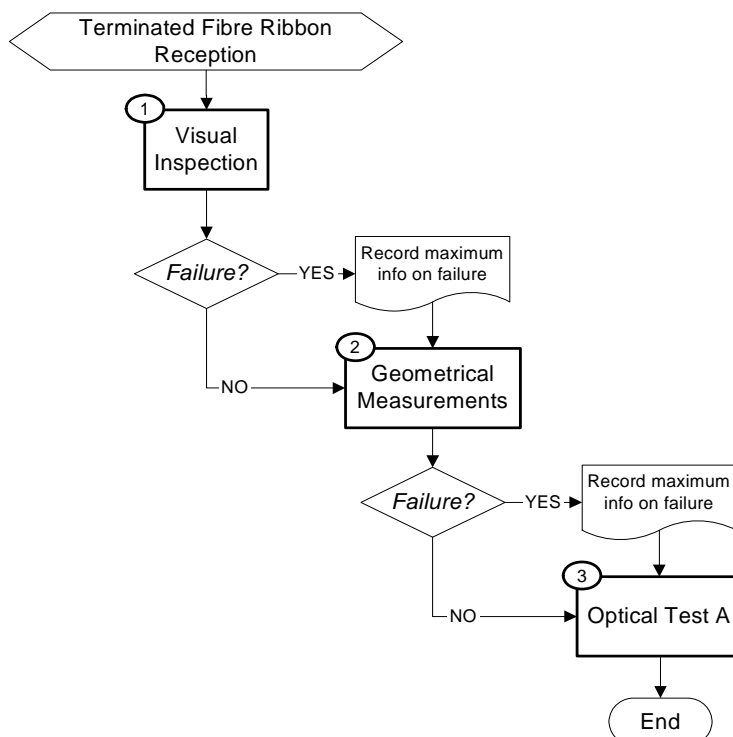 Terminated Fibre Ribbon
Reception
1
Visual
Inspection
Failure?
YES
Record maximum
info on failure
NO
2
Geometrical
Measurements
Failure?
YES
Record maximum
info on failure
NO
3
Optical Test A
End